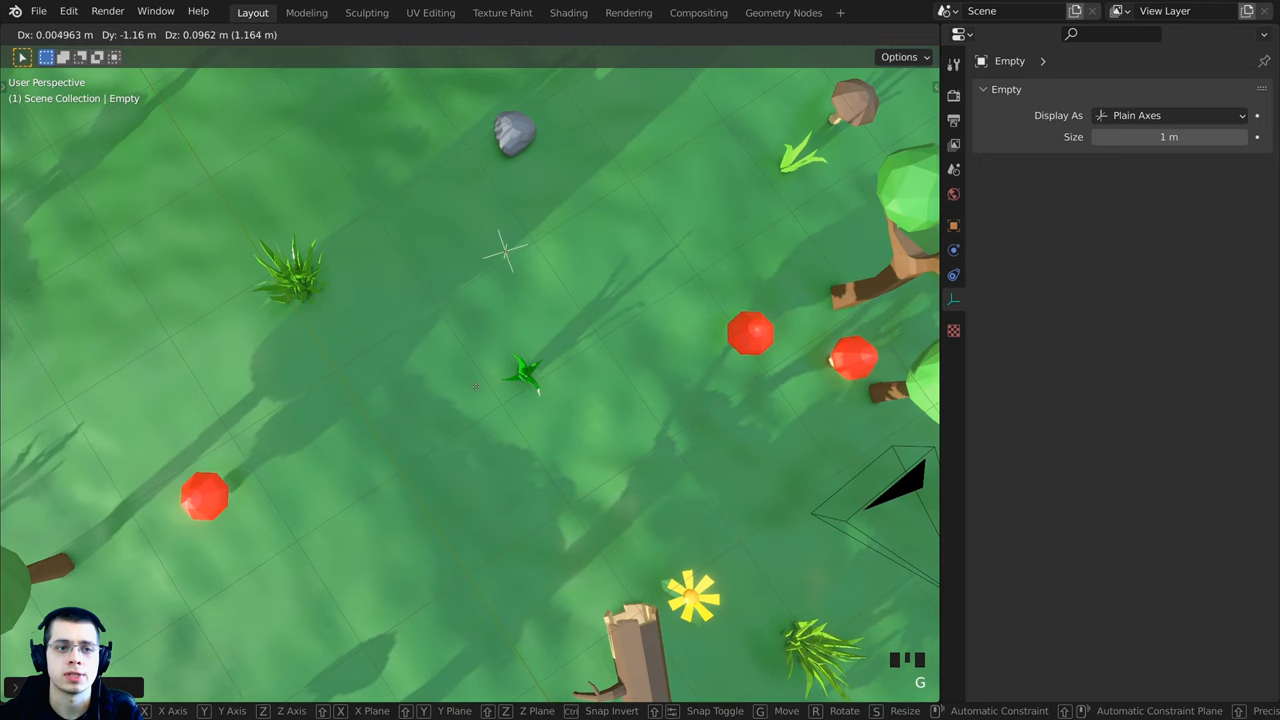 File Edit Render Window Help Layout Modeling Sculpting UV Editing Texture Paint Shading Rendering Compositing Geometry Nodes + Scene View Layer
Dx: 0.004963 m Dy: -1.16 m Dz: 0.0962 m (1.164 m)
Options
User Perspective
(1) Scene Collection | Empty
Empty
Empty
Display As Plain Axes
Size 1 m
G
X X Axis Y Y Axis Z Z Axis X X Plane Y Y Plane Z Z Plane Ctrl Snap Invert Snap Toggle G Move R Rotate S Resize Automatic Constraint Automatic Constraint Plane Precis